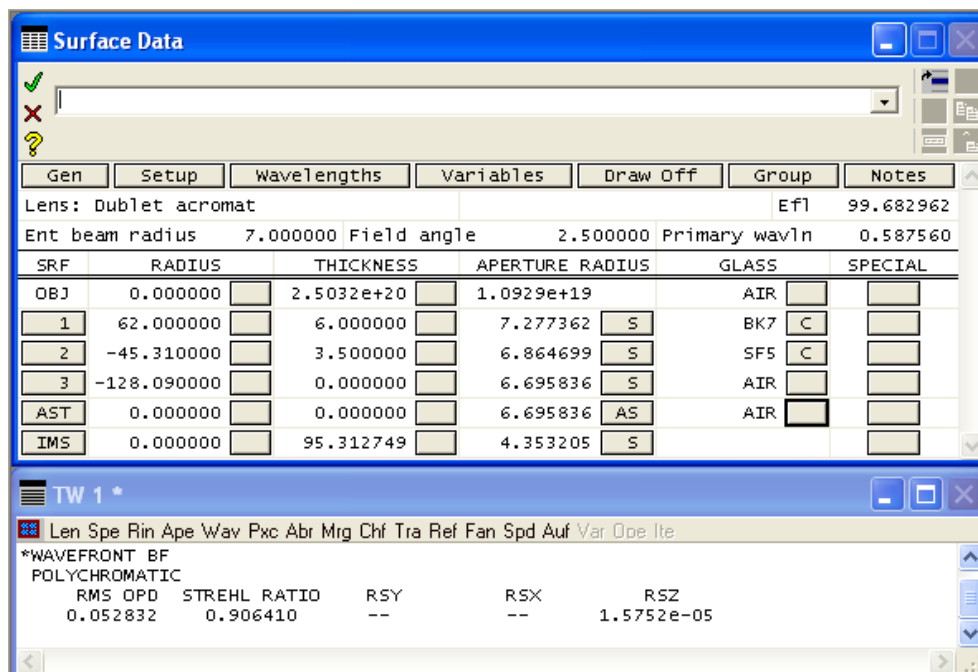 Surface Data
Gen Setup Wavelengths Variables Draw Off Group Notes
Lens: Dublet acromat Efl 99.682962
Ent beam radius 7.000000 Field angle 2.500000 Primary wavln 0.587560
SRF RADIUS THICKNESS APERTURE RADIUS GLASS SPECIAL
OBJ 0.000000 2.5032e+20 1.0929e+19 AIR
1 62.000000 6.000000 7.277362 S BK7 C
2 -45.310000 3.500000 6.864699 S SF5 C
3 -128.090000 0.000000 6.695836 S AIR
AST 0.000000 0.000000 6.695836 AS AIR
IMS 0.000000 95.312749 4.353205 S
TW 1 *
Len Spe Rin Ape Wav Pxc Abr Mrg Chf Tra Ref Fan Spd Auf Var Ope Ite
*WAVEFRONT BF
POLYCHROMATIC
RMS OPD STREHL RATIO RSY RSX RSZ
0.052832 0.906410 -- -- 1.5752e-05